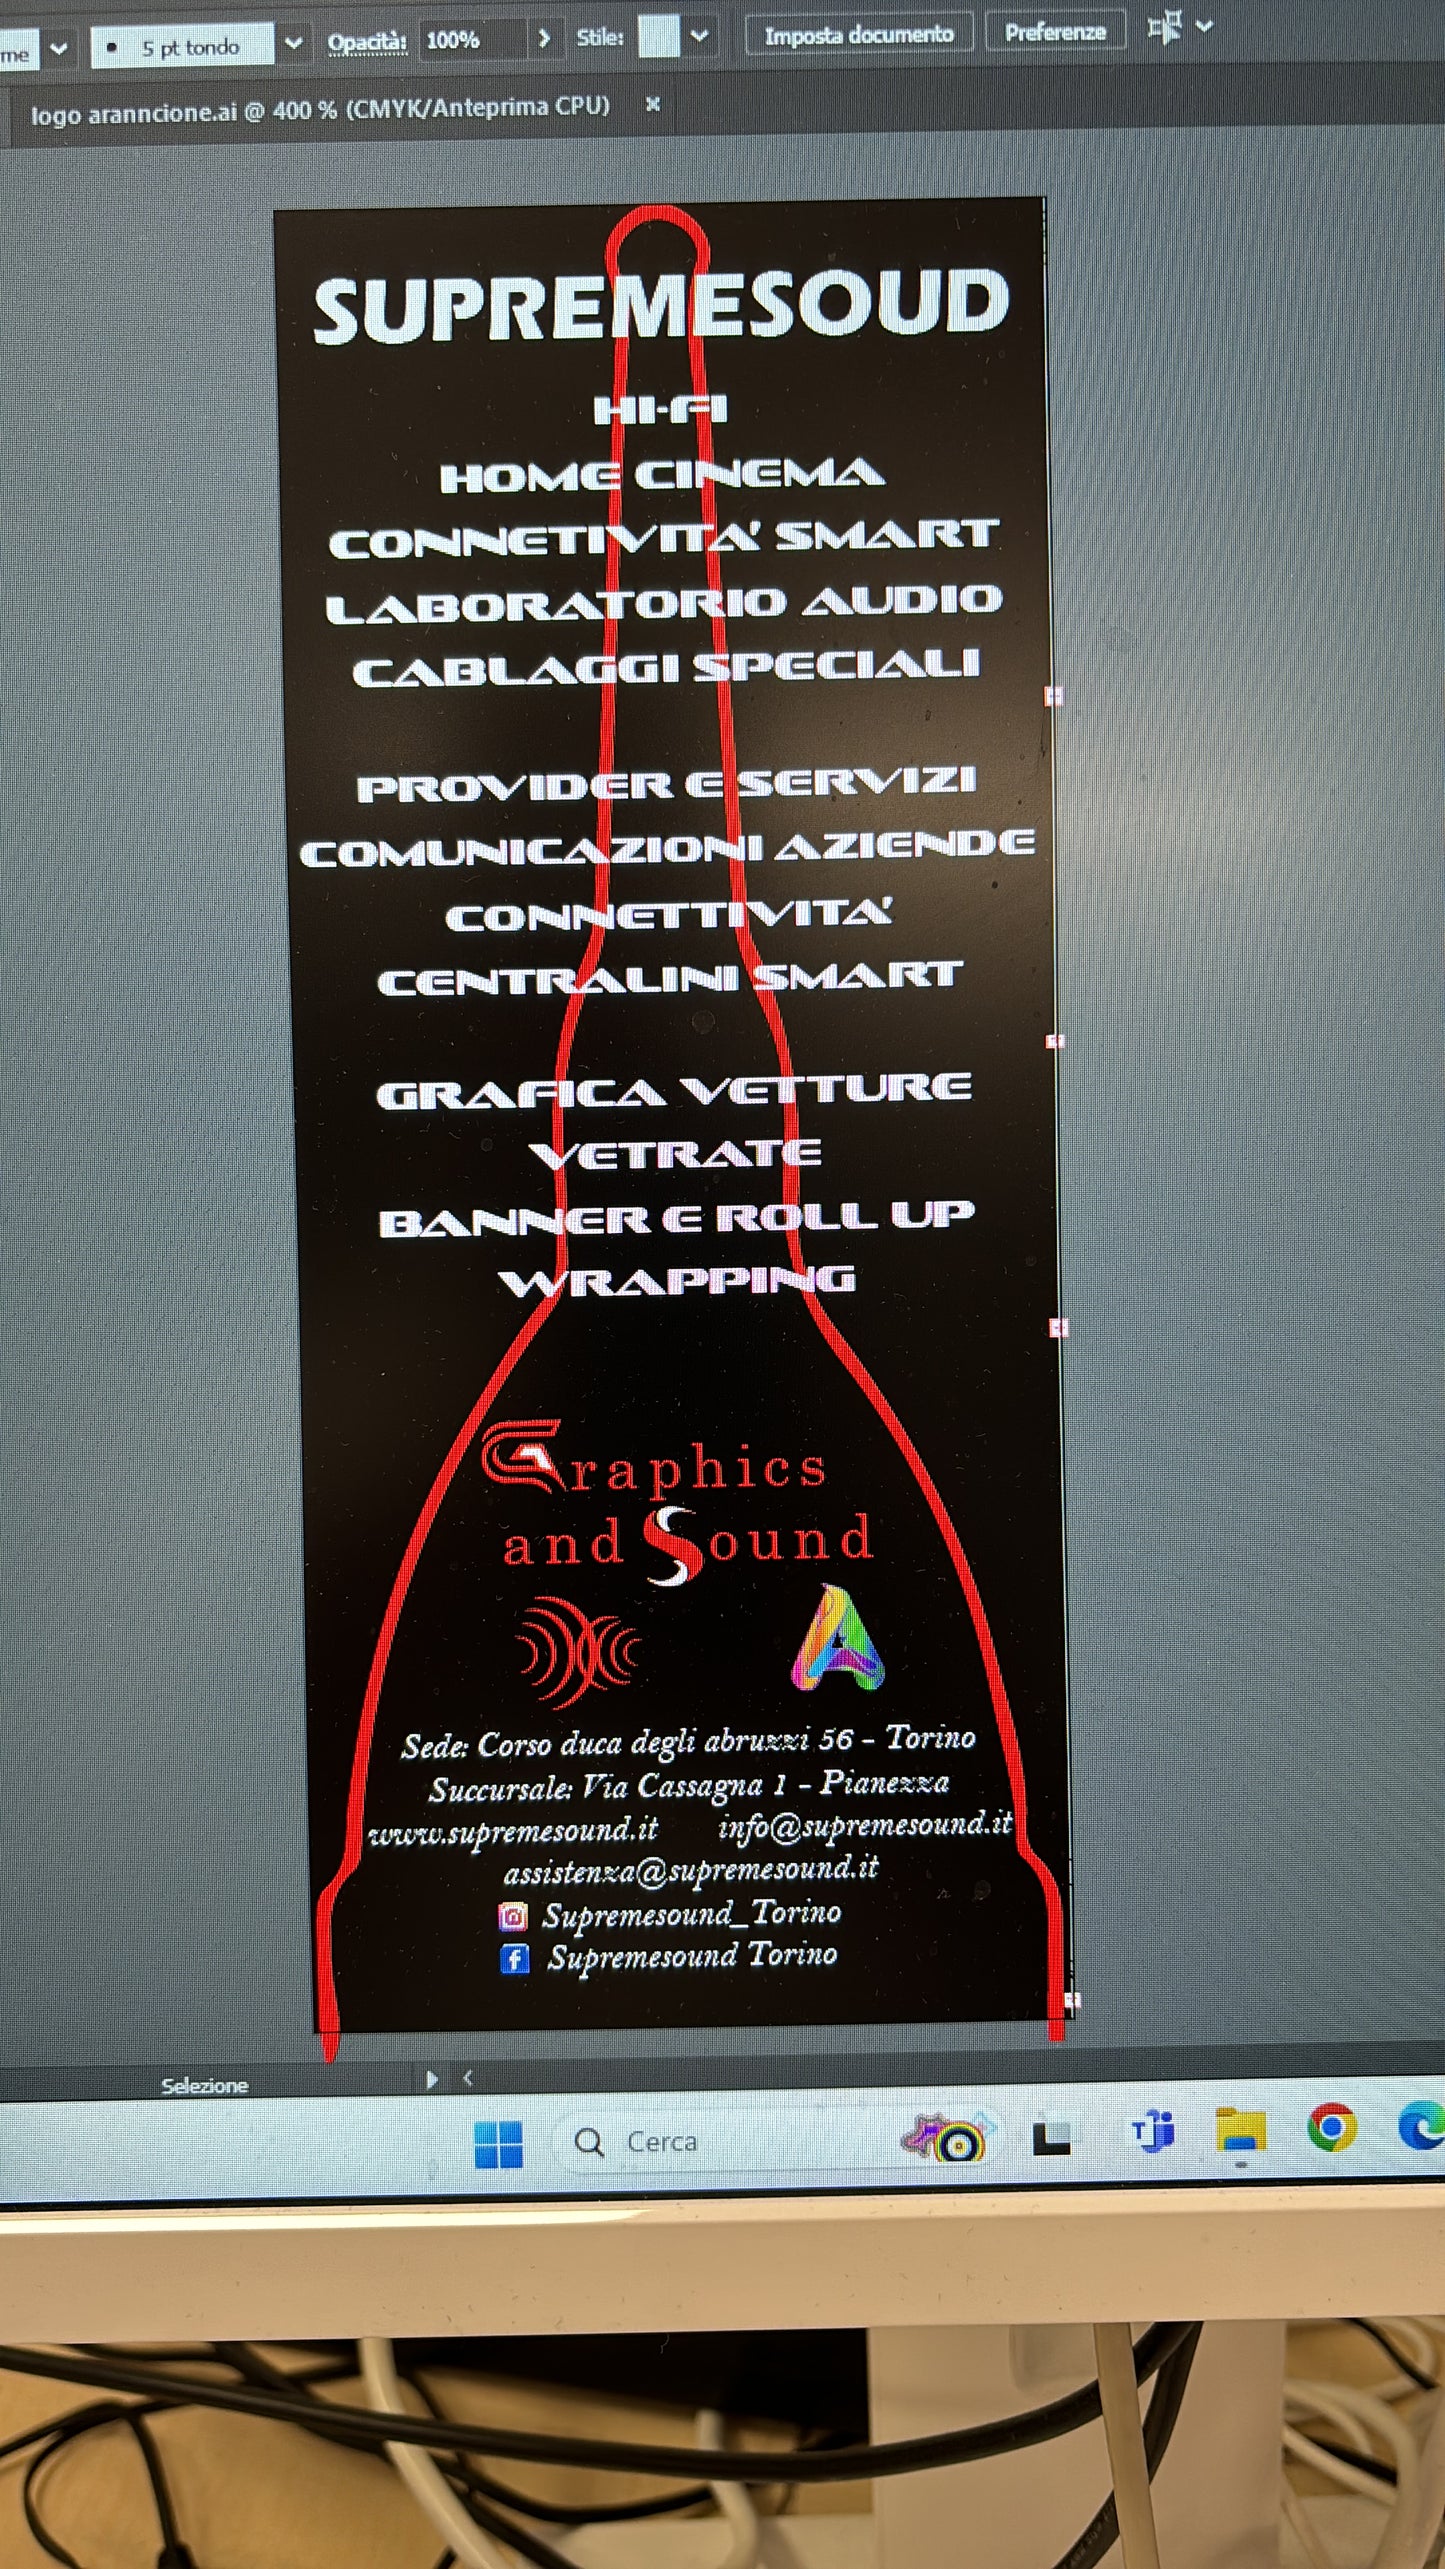 me 5 pt tondo Opacità: 100% Stile: Imposta documento Preferenze
logo aranncione.ai @ 400 % (CMYK/Anteprima CPU) ×
SUPREMESOUD
HI-FI
HOME CINEMA
CONNETIVITA' SMART
LABORATORIO AUDIO
CABLAGGI SPECIALI
PROVIDER E SERVIZI
COMUNICAZIONI AZIENDE
CONNETTIVITA'
CENTRALINI SMART
GRAFICA VETTURE
VETRATE
BANNER E ROLL UP
WRAPPING
Graphics
and Sound
A
Sede: Corso duca degli abruzzi 56 - Torino
Succursale: Via Cassagna 1 - Pianezza
www.supremesound.it info@supremesound.it
assistenza@supremesound.it
Supremesound_Torino
f Supremesound Torino
Selezione
Cerca